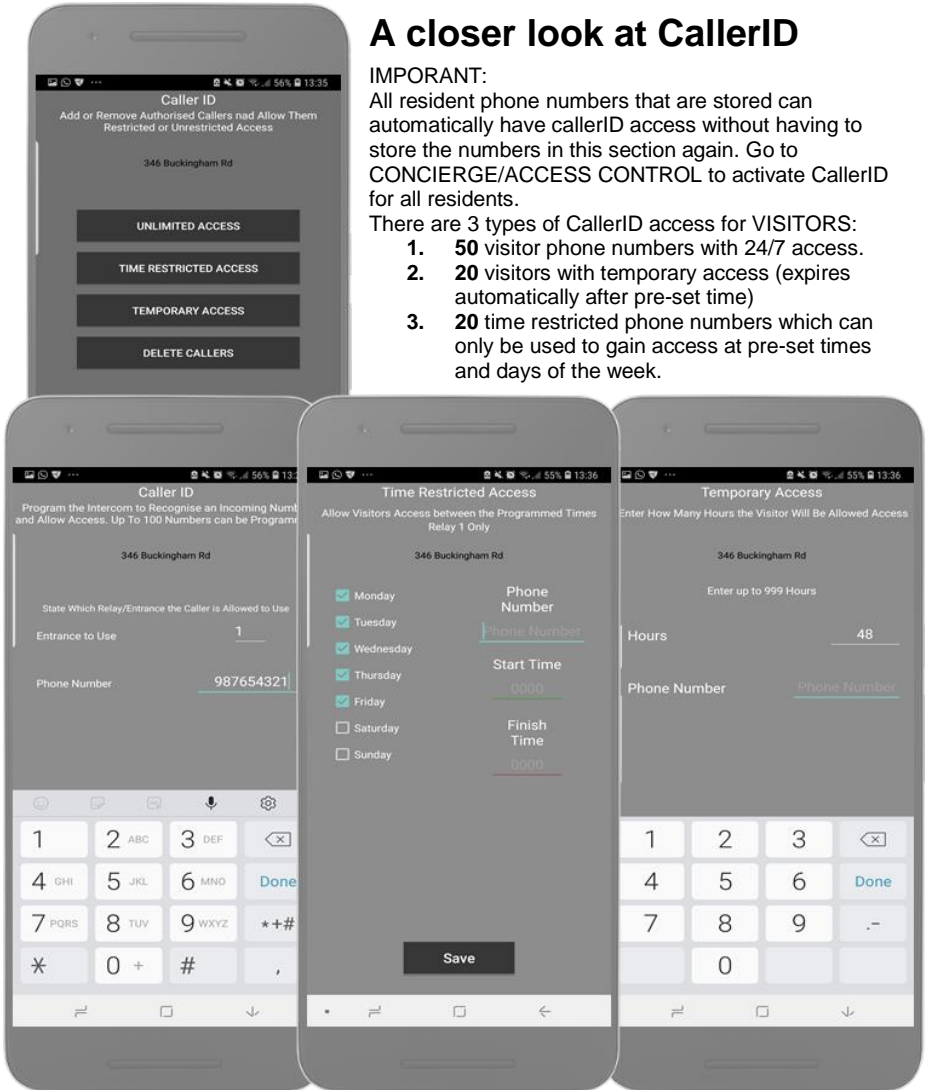 A closer look at CallerID
IMPORANT:
All resident phone numbers that are stored can
automatically have callerID access without having to
store the numbers in this section again. Go to
CONCIERGE/ACCESS CONTROL to activate CallerID
for all residents.
There are 3 types of CallerID access for VISITORS:
1. 50 visitor phone numbers with 24/7 access.
2. 20 visitors with temporary access (expires
automatically after pre-set time)
3. 20 time restricted phone numbers which can
only be used to gain access at pre-set times
and days of the week.
56% 13:35
Caller ID
Add or Remove Authorised Callers nad Allow Them
Restricted or Unrestricted
Access
346 Buckingham Rd
UNLIMITED ACCESS
TIME RESTRICTED ACCESS
TEMPORARY ACCESS
DELETE CALLERS
56% 13:
Caller ID
Program the Intercom to Recognise an Incoming
and Allow Access. Up To 100 Numbers can be
346 Buckingham Rd
State Which Relay/Entrance the Caller is Allowed to Use
Entrance to Use 1
Phone Number 987654321
1 2 ABC 3 DEF
4 GHI 5 JKL 6 MNO Done
7 PQRS 8 TUV 9 WXYZ *+#
* 0 + # ,
55% 13:36
Time Restricted Access
Allow Visitors Access between the Programmed Times
Relay 1 Only
346 Buckingham Rd
Monday
Tuesday
Wednesday
Thursday
Friday
Saturday
Sunday
Phone
Number
Phone Number
Start Time
0000
Finish
Time
0000
Save
55% 13:36
Temporary Access
Enter How Many Hours the Visitor Will Be Allowed Access
346 Buckingham Rd
Enter up to 999 Hours
Hours 48
Phone Number Phone Number
1 2 3
4 5 6 Done
7 8 9 .-
0